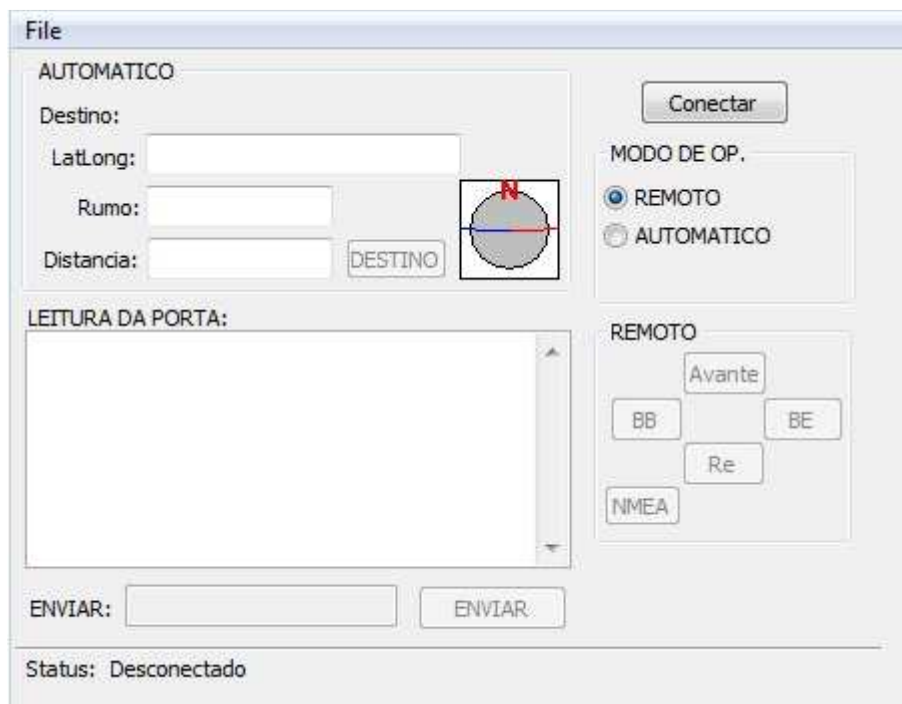 File
AUTOMATICO
Destino:
LatLong:
Rumo:
Distancia:
DESTINO
N
Conectar
MODO DE OP.
REMOTO
AUTOMATICO
LEITURA DA PORTA:
REMOTO
Avante
BB
BE
Re
NMEA
ENVIAR:
ENVIAR
Status: Desconectado